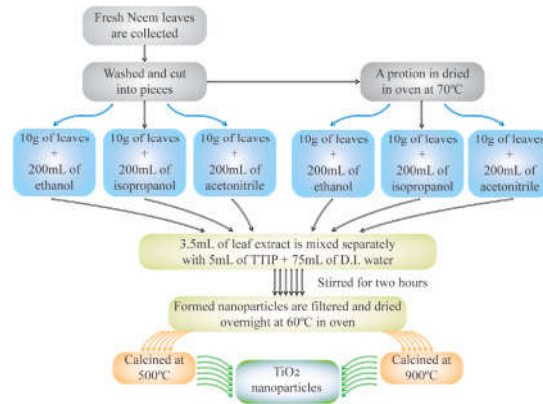 Fresh Neem leaves
are collected
Washed and cut
into pieces
A protion in dried
in oven at 70ºC
10g of leaves
+
200mL of
ethanol
10g of leaves
+
200mL of
isopropanol
10g of leaves
+
200mL of
acetonitrile
10g of leaves
+
200mL of
ethanol
10g of leaves
+
200mL of
isopropanol
10g of leaves
+
200mL of
acetonitrile
3.5mL of leaf extract is mixed separately
with 5mL of TTIP + 75mL of D.I. water
Stirred for two hours
Formed nanoparticles are filtered and dried
overnight at 60ºC in oven
Calcined at
500ºC
TiO2
nanoparticles
Calcined at
900ºC